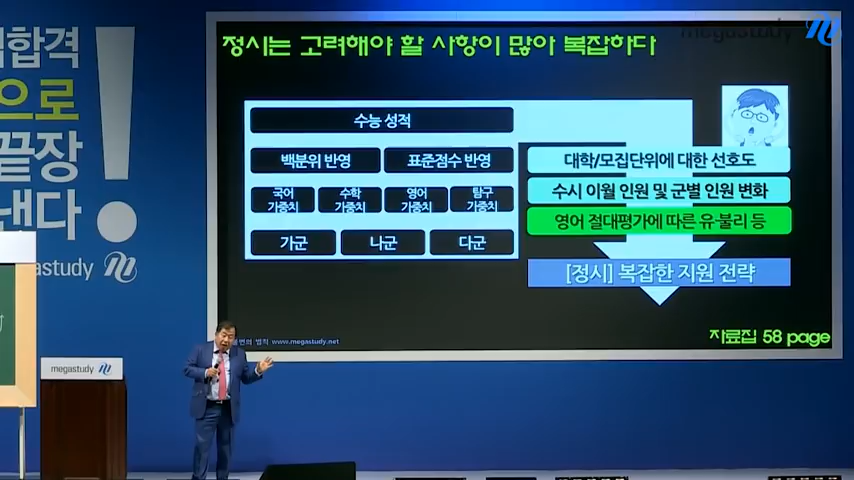 합격
으로
끝장
낸다
megastudy
정시는 고려해야 할 사항이 많아 복잡하다
megastudy
수능 성적
백분위 반영
표준점수 반영
국어 가중치
수학 가중치
영어 가중치
탐구 가중치
가군
나군
다군
대학/모집단위에 대한 선호도
수시 이월 인원 및 군별 인원 변화
영어 절대평가에 따른 유·불리 등
[정시] 복잡한 지원 전략
자료집 58 page
법칙 www.megastudy.net
megastudy